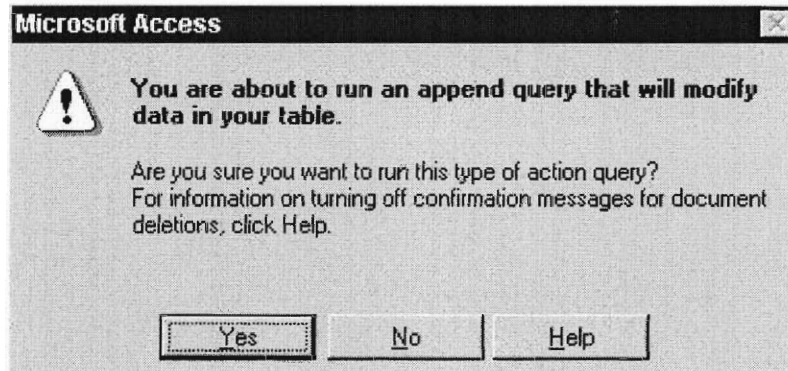 Microsoft Access
You are about to run an append query that will modify
data in your table.
Are you sure you want to run this type of action query?
For information on turning off confirmation messages for document
deletions, click Help.
Yes No Help